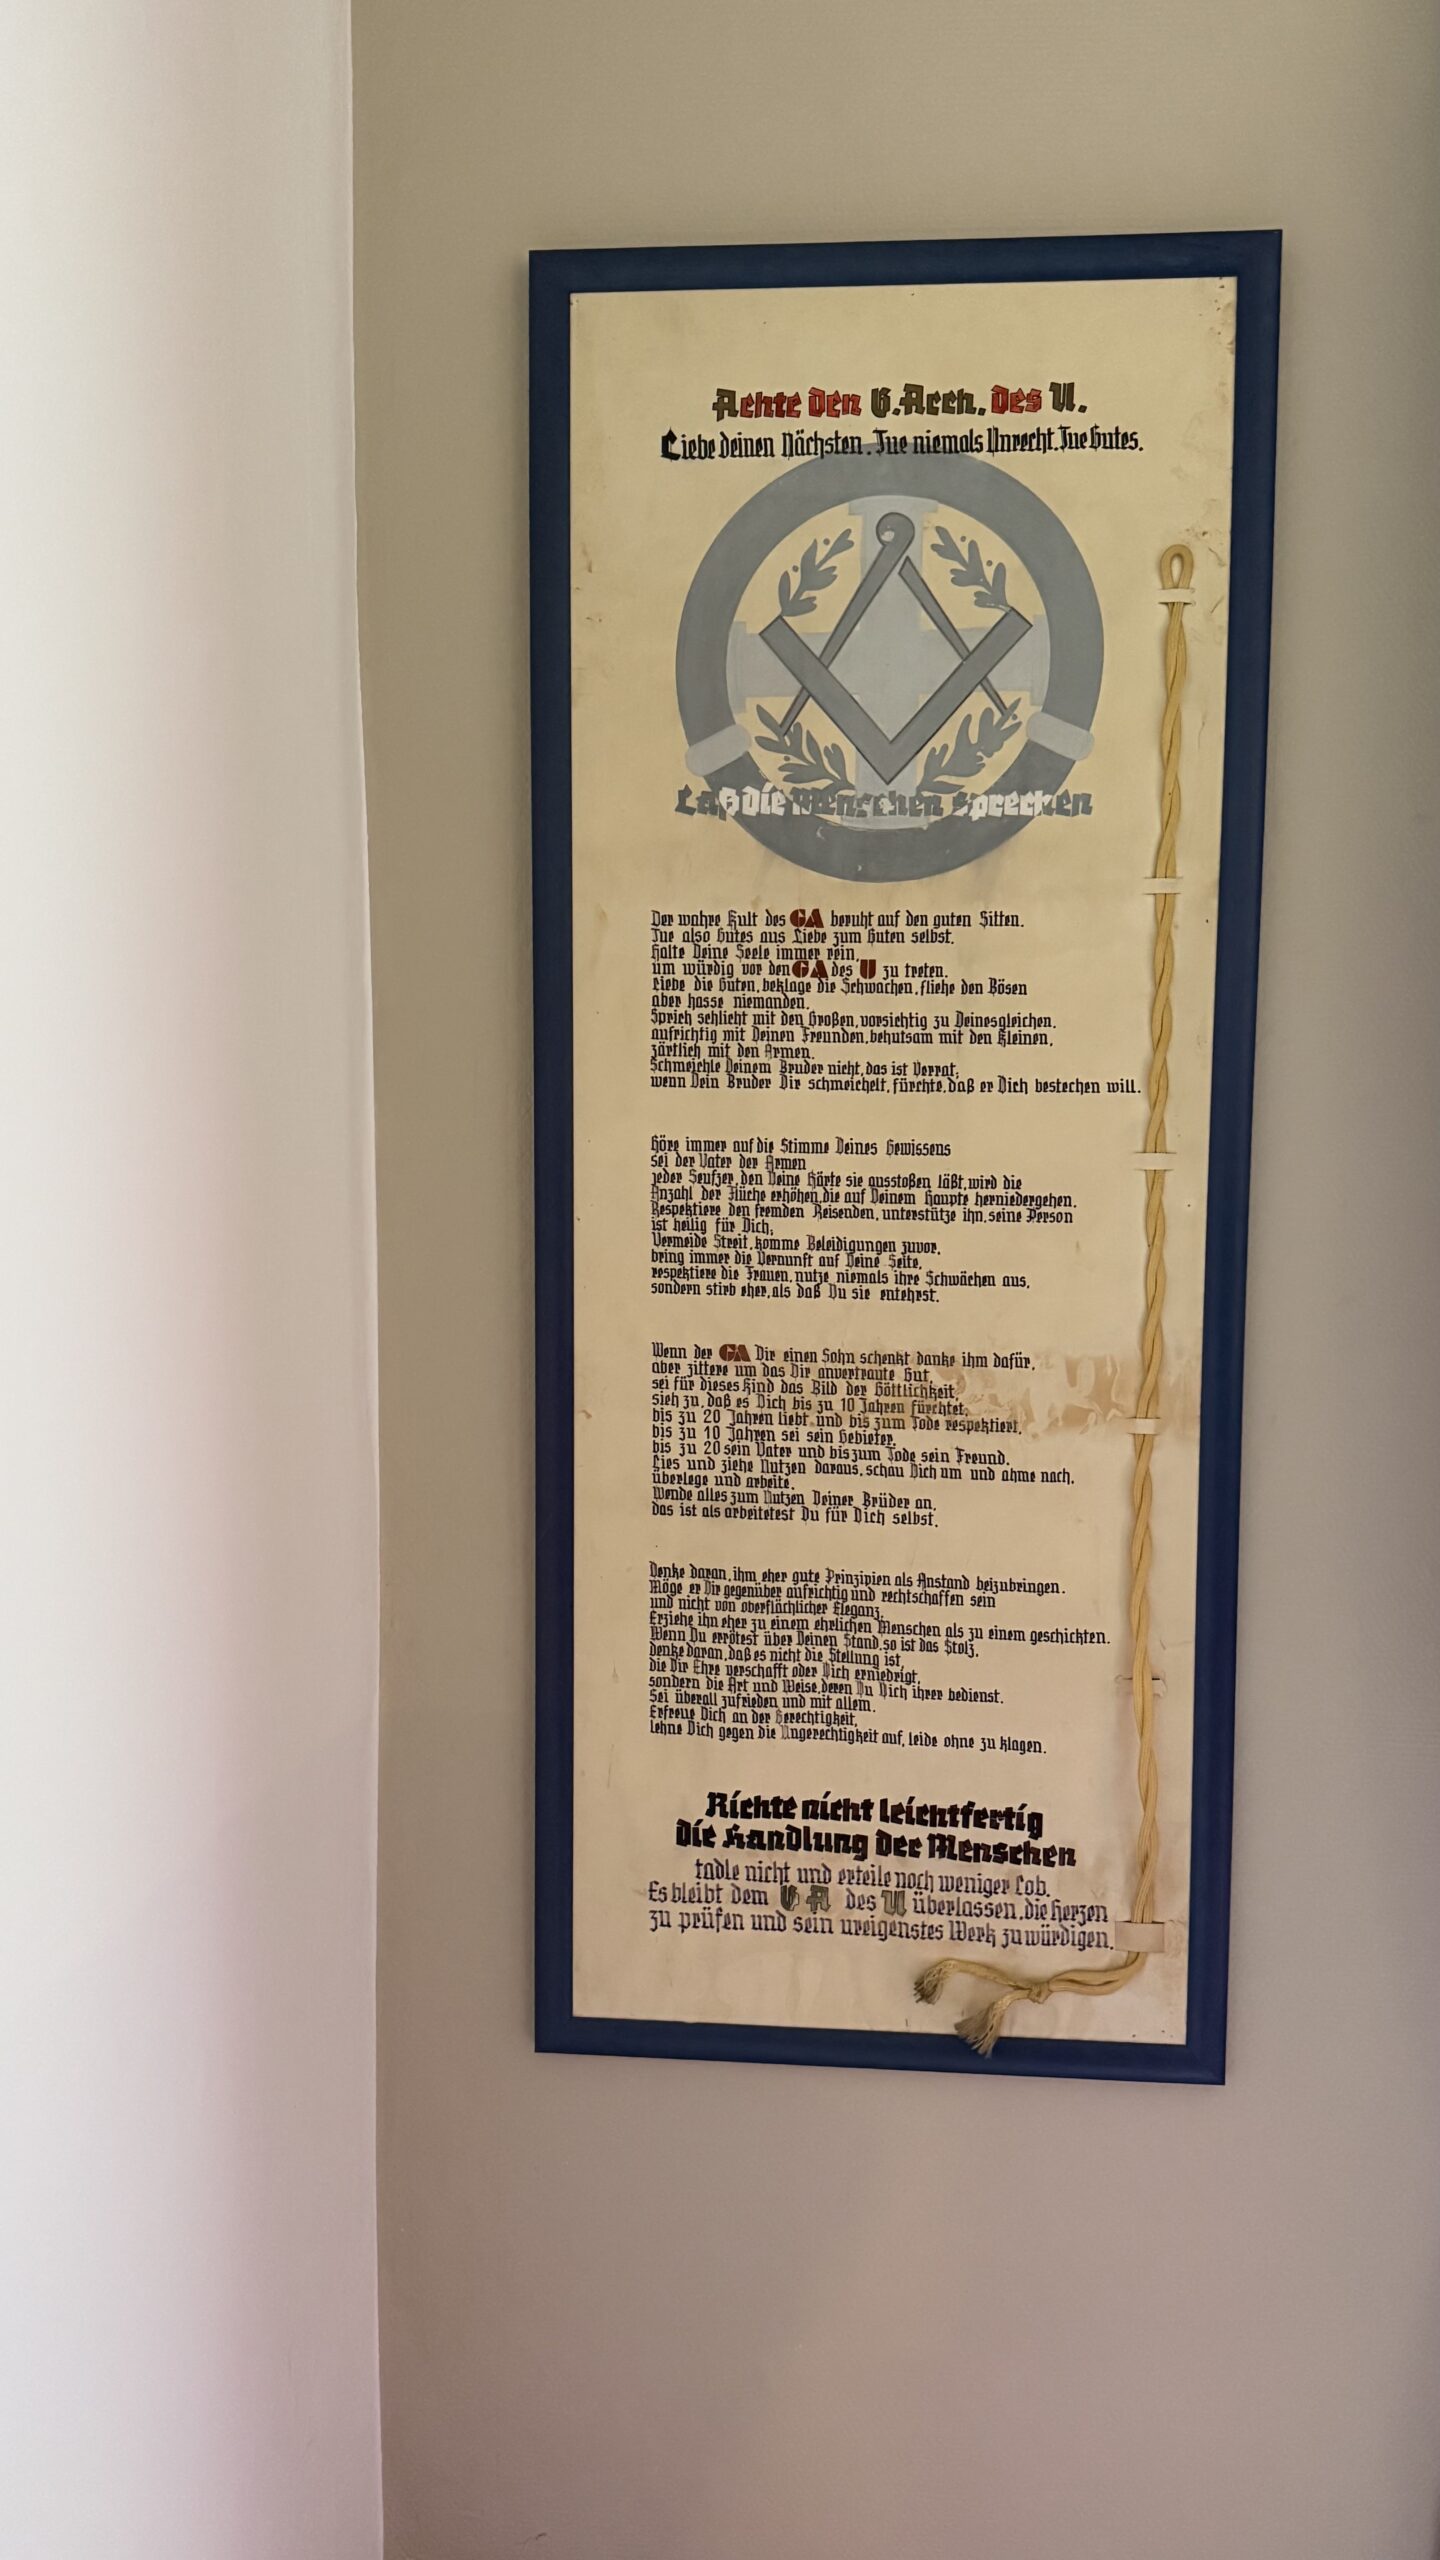 Achte den G. Arch. des U.
Liebe deinen Nächsten. Tue niemals Unrecht. Tue Gutes.
Laß die Menschen sprechen
Der wahre Kult des GA beruht auf den guten Sitten.
Tue also Gutes aus Liebe zum Guten selbst.
Halte Deine Seele immer rein,
um würdig vor den GA des U zu treten.
Liebe die Guten, beklage die Schwachen, fliehe den Bösen
aber hasse niemanden.
Sprich schlicht mit den Großen, vorsichtig zu Deinesgleichen.
aufrichtig mit Deinen Freunden, behutsam mit den Kleinen,
zärtlich mit den Armen.
Schmeichle Deinem Bruder nicht, das ist Verrat;
wenn Dein Bruder Dir schmeichelt, fürchte, daß er Dich bestechen will.
Höre immer auf die Stimme Deines Gewissens
sei der Vater der Armen
jeder Seufzer, den Deine Härte sie ausstoßen läßt, wird die
Anzahl der Flüche erhöhen, die auf Deinem Haupte herniedergehen.
Respektiere den fremden Reisenden, unterstütze ihn, seine Person
ist heilig für Dich;
Vermeide Streit, komme Beleidigungen zuvor,
bring immer die Vernunft auf Deine Seite,
respektiere die Frauen, nutze niemals ihre Schwächen aus,
sondern stirb eher, als daß Du sie entehrst.
Wenn der GA Dir einen Sohn schenkt danke ihm dafür,
aber zittere um das Dir anvertraute Gut,
sei für dieses Kind das Bild der Göttlichkeit,
sieh zu, daß es Dich bis zu 10 Jahren fürchtet,
bis zu 20 Jahren liebt und bis zum Tode respektiert,
bis zu 10 Jahren sei sein Gebieter,
bis zu 20 sein Vater und bis zum Tode sein Freund.
Lies und ziehe Nutzen daraus, schau Dich um und ahme nach,
überlege und arbeite.
Wende alles zum Nutzen Deiner Brüder an,
das ist als arbeitetest Du für Dich selbst.
Denke daran, ihm eher gute Prinzipien als Anstand beizubringen.
Möge er Dir gegenüber aufrichtig und rechtschaffen sein
und nicht von oberflächlicher Eleganz,
Erziehe ihn eher zu einem ehrlichen Menschen als zu einem geschickten.
Wenn Du errötest über Deinen Stand, so ist das Stolz,
denke daran, daß es nicht die Stellung ist,
die Dir Ehre verschafft oder Dich erniedrigt,
sondern die Art und Weise, deren Du Dich ihrer bedienst.
Sei überall zufrieden und mit allem.
Erfreue Dich an der Gerechtigkeit,
lehne Dich gegen die Ungerechtigkeit auf, leide ohne zu klagen.
Richte nicht leichtfertig
die Handlung der Menschen
tadle nicht und erteile noch weniger Lob.
Es bleibt dem G A des U überlassen, die Herzen
zu prüfen und sein ureigenstes Werk zu würdigen.